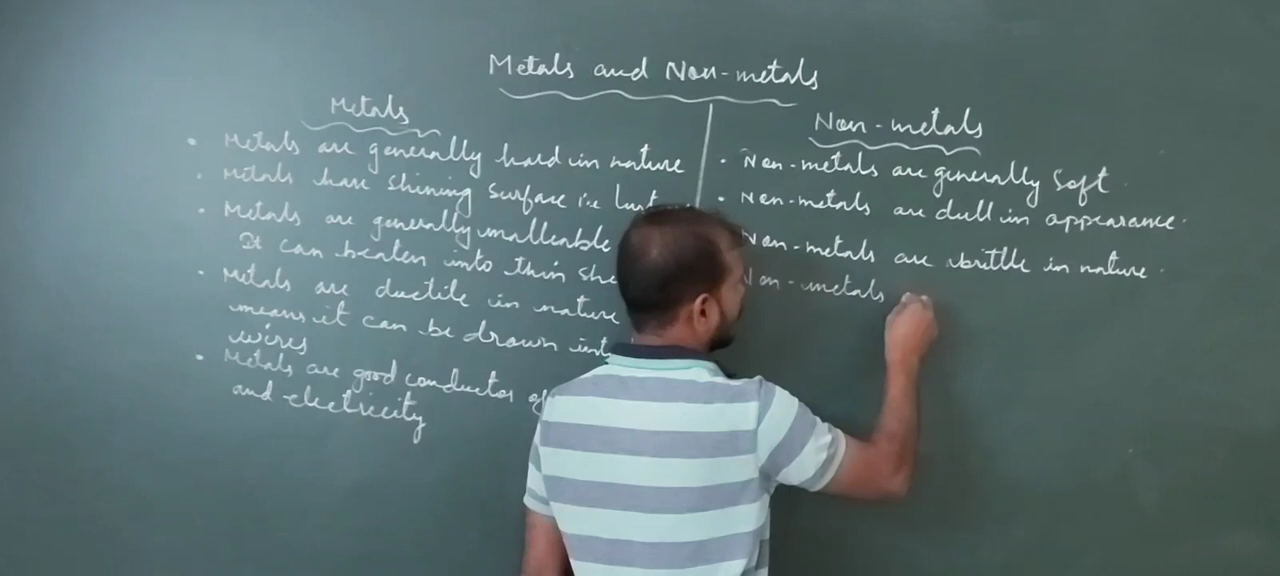 Metals and Non-metals
Metals
• Metals are generally hard in nature
• Metals have shining surface i.e
• Metals are generally malleable
It can beaten into thin
• Metals are ductile in nature
means it can be drown
wires
• Metals are good conductor of
and electricity
Non-metals
• Non-metals are generally Soft
• Non-metals are dull in appearance.
Non-metals are brittle in nature.
Non-metals